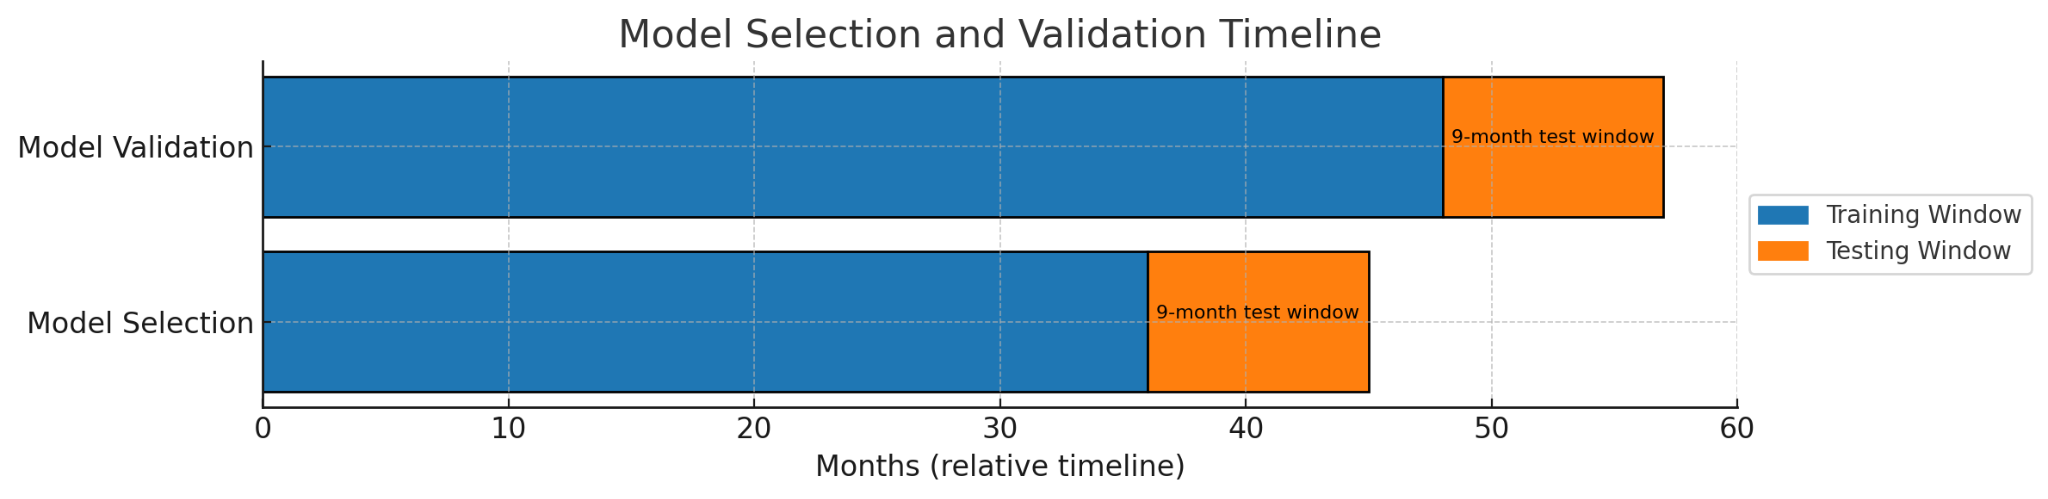 Model Selection and Validation Timeline
Model Validation
9-month test window
Training Window
Testing Window
Model Selection
9-month test window
0 10 20 30 40 50 60
Months (relative timeline)